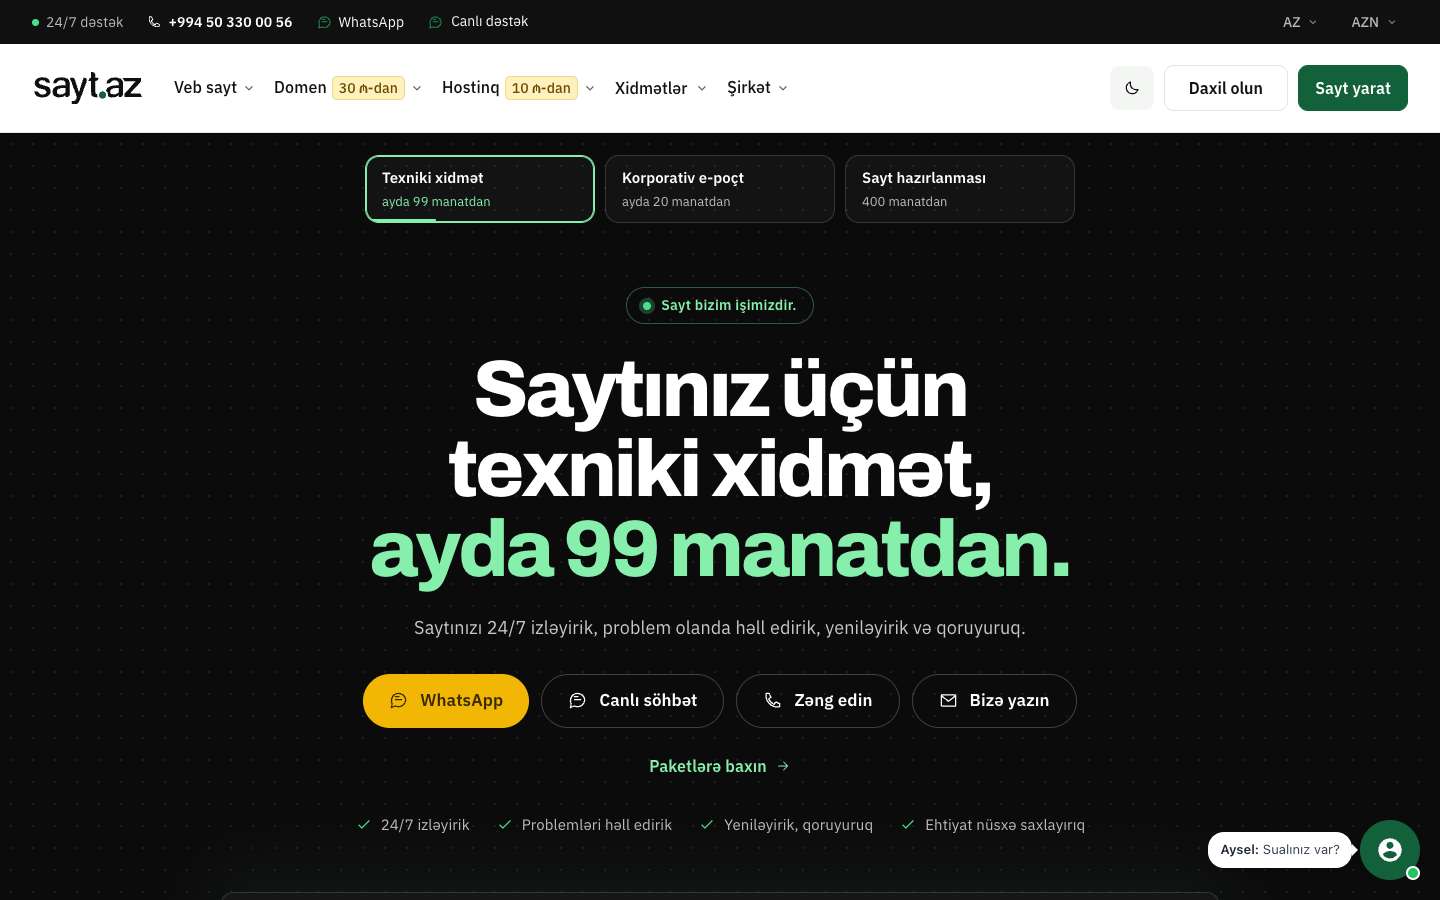 24/7 dəstək
+994 50 330 00 56
WhatsApp
Canlı dəstək
AZ
AZN
sayt.az
Veb sayt
Domen 30 ₼-dan
Hostinq 10 ₼-dan
Xidmətlər
Şirkət
Daxil olun
Sayt yarat
Texniki xidmət
ayda 99 manatdan
Korporativ e-poçt
ayda 20 manatdan
Sayt hazırlanması
400 manatdan
Sayt bizim işimizdir.
Saytınız üçün
texniki xidmət,
ayda 99 manatdan.
Saytınızı 24/7 izləyirik, problem olanda həll edirik, yeniləyirik və qoruyuruq.
WhatsApp
Canlı söhbət
Zəng edin
Bizə yazın
Paketlərə baxın
24/7 izləyirik
Problemləri həll edirik
Yeniləyirik, qoruyuruq
Ehtiyat nüsxə saxlayırıq
Aysel: Sualınız var?